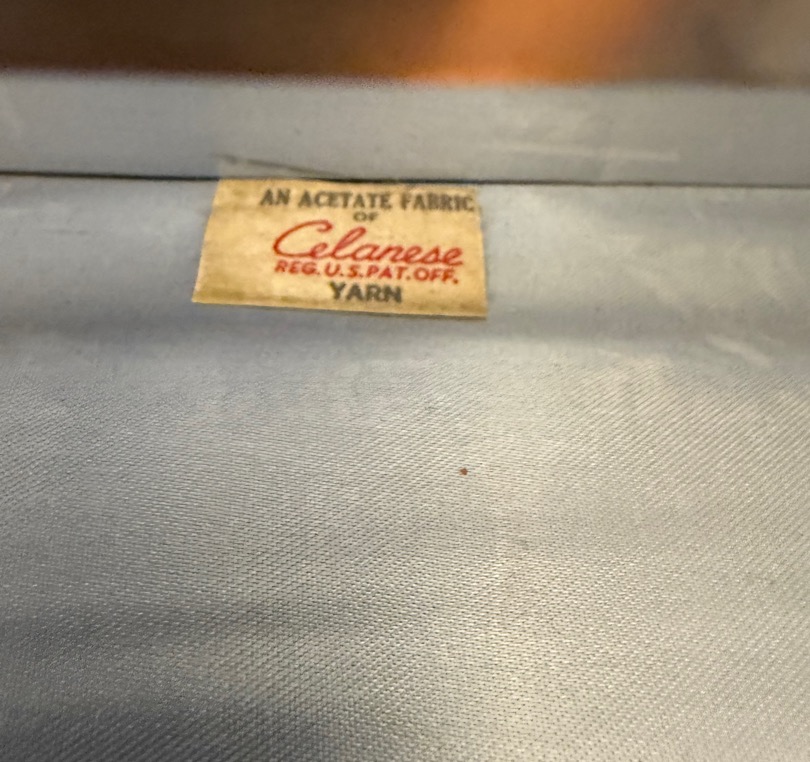 AN ACETATE FABRIC
OF
Celanese
REG.U.S.PAT.OFF.
YARN